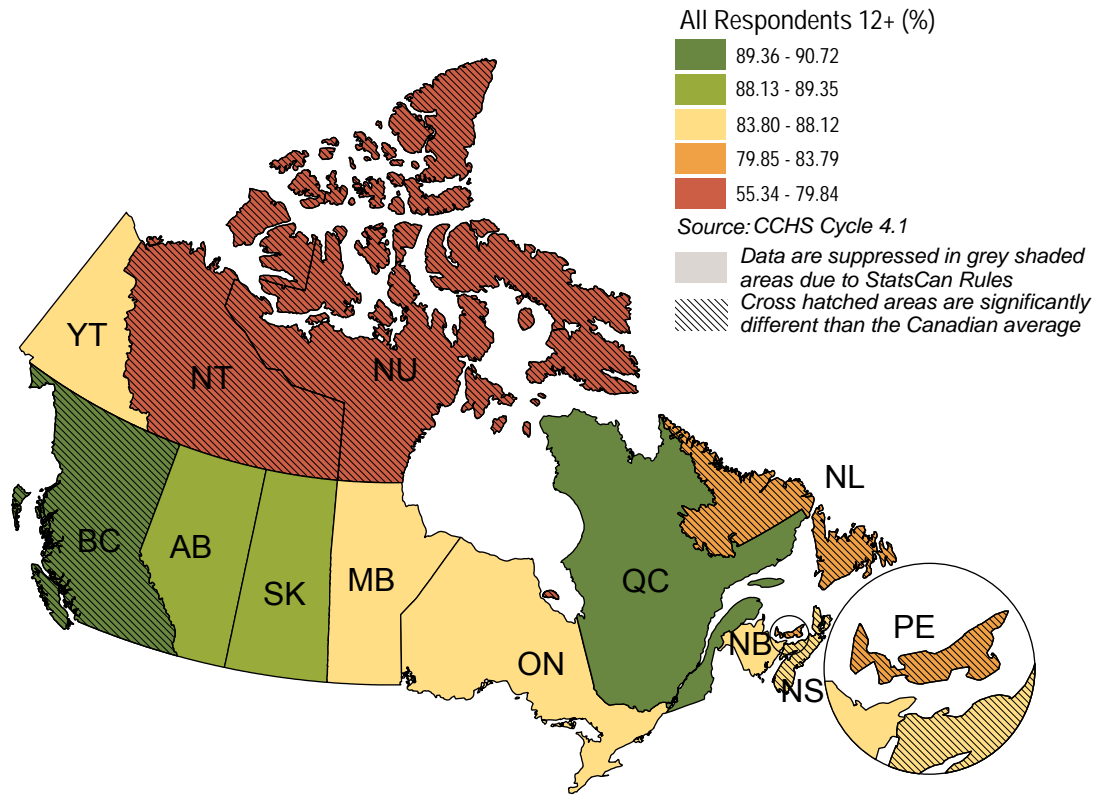 All Respondents 12+ (%)
89.36 - 90.72
88.13 - 89.35
83.80 - 88.12
79.85 - 83.79
55.34 - 79.84
Source: CCHS Cycle 4.1
Data are suppressed in grey shaded
areas due to StatsCan Rules
Cross hatched areas are significantly
different than the Canadian average
YT
NT
NU
NL
BC
AB
SK
MB
ON
QC
NB
NS
PE